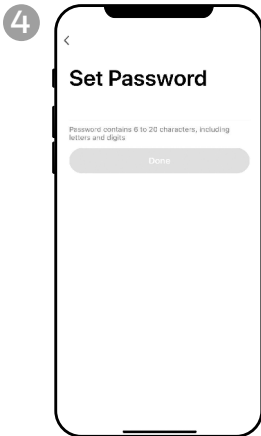 4
Set Password
Password contains 6 to 20 characters, including
letters and digits
Done